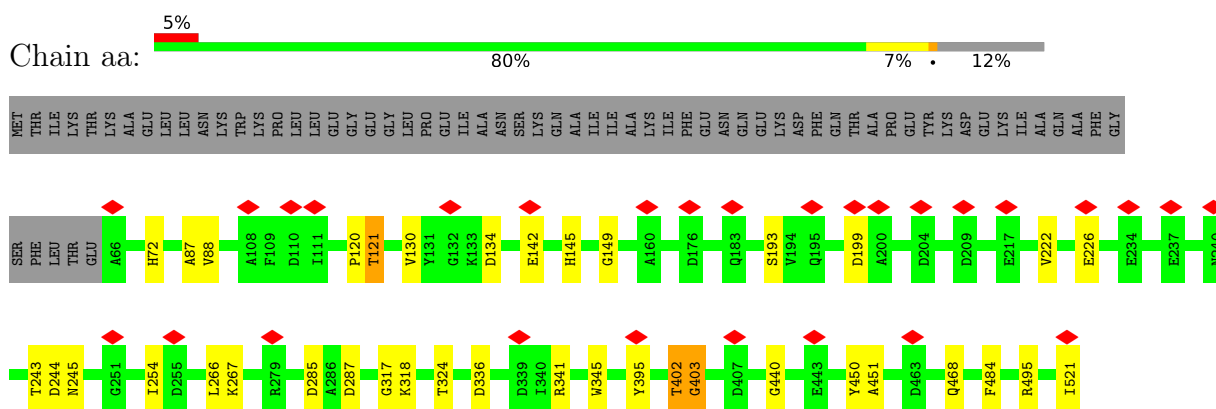 5%
Chain aa:
80% 7% • 12%
MET THR ILE LYS THR LYS ALA GLU LEU LEU ASN LYS TRP LYS PRO LEU LEU GLU GLY GLU GLY LEU PRO GLU ILE ALA ASN SER LYS GLN ALA ILE ILE ALA LYS ILE PHE GLU ASN GLN GLU LYS ASP PHE GLN THR ALA PRO GLU TYR LYS ASP GLU LYS ILE ALA GLN ALA PHE GLY
SER PHE LEU THR GLU A66 H72 A87 V88 A108 F109 D110 I111 P120 T121 V130 Y131 G132 K133 D134 E142 H145 G149 A160 D176 Q183 S193 V194 Q195 D199 A200 D204 D209 E217 V222 E226 E234 E237 N240
T243 D244 N245 G251 I254 D255 L266 K267 R279 D285 A286 D287 G317 K318 T324 D336 D339 I340 R341 W345 Y395 T402 G403 D407 G440 E443 Y450 A451 D463 Q468 F484 R495 I521